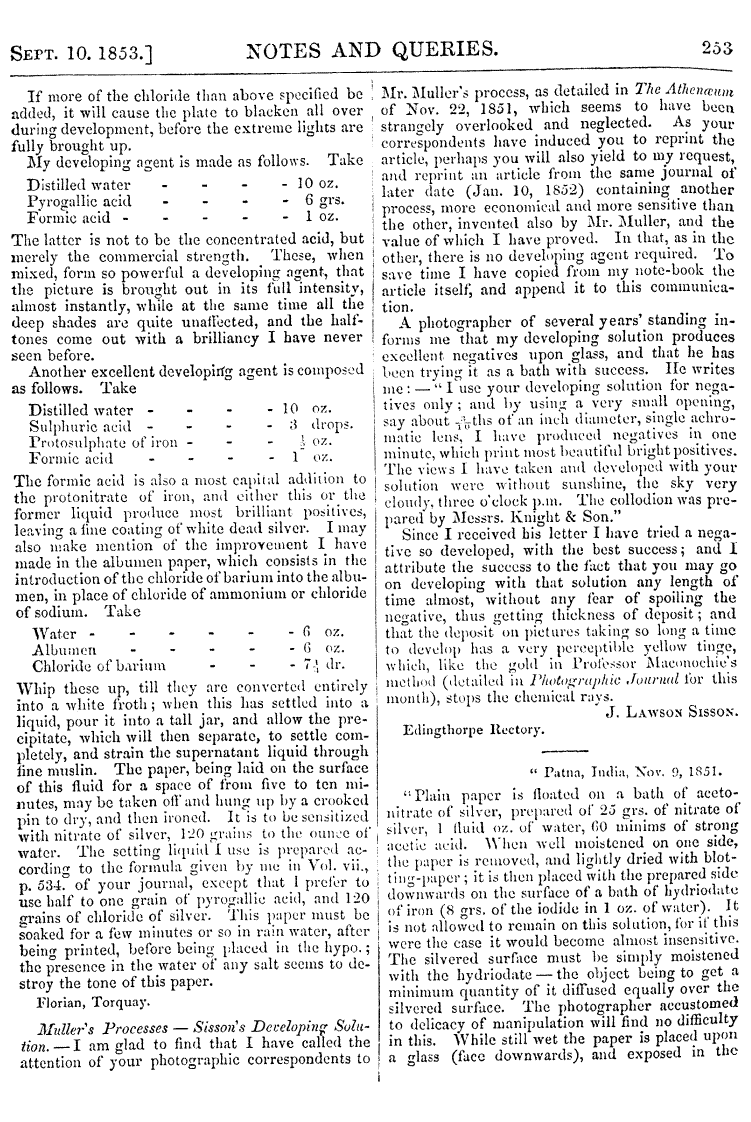 SEPT. 10. 1853.] NOTES AND QUERIES. 253
If more of the chloride than above specified be
added, it will cause the plate to blacken all over
during development, before the extreme lights are
fully brought up.
My developing agent is made as follows. Take
Distilled water - - - - 10 oz.
Pyrogallic acid - - - - 6 grs.
Formic acid - - - - - 1 oz.
The latter is not to be the concentrated acid, but
merely the commercial strength. These, when
mixed, form so powerful a developing agent, that
the picture is brought out in its full intensity,
almost instantly, while at the same time all the
deep shades are quite unaffected, and the half-
tones come out with a brilliancy I have never
seen before.
Another excellent developing agent is composed
as follows. Take
Distilled water - - - - 10 oz.
Sulphuric acid - - - - 3 drops.
Protosulphate of iron - - - ½ oz.
Formic acid - - - - 1 oz.
The formic acid is also a most capital addition to
the protonitrate of iron, and either this or the
former liquid produce most brilliant positives,
leaving a fine coating of white dead silver. I may
also make mention of the improvement I have
made in the albumen paper, which consists in the
introduction of the chloride of barium into the albu-
men, in place of chloride of ammonium or chloride
of sodium. Take
Water - - - - - - 6 oz.
Albumen - - - - - 6 oz.
Chloride of barium - - - 7½ dr.
Whip these up, till they are converted entirely
into a white froth; when this has settled into a
liquid, pour it into a tall jar, and allow the pre-
cipitate, which will then separate, to settle com-
pletely, and strain the supernatant liquid through
fine muslin. The paper, being laid on the surface
of this fluid for a space of from five to ten mi-
nutes, may be taken off and hung up by a crooked
pin to dry, and then ironed. It is to be sensitized
with nitrate of silver, 120 grains to the ounce of
water. The setting liquid I use is prepared ac-
cording to the formula given by me in Vol. vii.,
p. 534. of your journal, except that I prefer to
use half to one grain of pyrogallic acid, and 120
grains of chloride of silver. This paper must be
soaked for a few minutes or so in rain water, after
being printed, before being placed in the hypo.;
the presence in the water of any salt seems to de-
stroy the tone of this paper.
Florian, Torquay.
Muller's Processes — Sisson's Developing Solu-
tion. — I am glad to find that I have called the
attention of your photographic correspondents to
Mr. Muller's process, as detailed in The Athenæum
of Nov. 22, 1851, which seems to have been
strangely overlooked and neglected. As your
correspondents have induced you to reprint the
article, perhaps you will also yield to my request,
and reprint an article from the same journal of
later date (Jan. 10, 1852) containing another
process, more economical and more sensitive than
the other, invented also by Mr. Muller, and the
value of which I have proved. In that, as in the
other, there is no developing agent required. To
save time I have copied from my note-book the
article itself, and append it to this communica-
tion.
A photographer of several years' standing in-
forms me that my developing solution produces
excellent negatives upon glass, and that he has
been trying it as a bath with success. He writes
me: — "I use your developing solution for nega-
tives only; and by using a very small opening,
say about ths of an inch diameter, single achro-
matic lens, I have produced negatives in one
minute, which print most beautiful bright positives.
The views I have taken and developed with your
solution were without sunshine, the sky very
cloudy, three o'clock p.m. The collodion was pre-
pared by Messrs. Knight & Son."
Since I received his letter I have tried a nega-
tive so developed, with the best success; and I
attribute the success to the fact that you may go
on developing with that solution any length of
time almost, without any fear of spoiling the
negative, thus getting thickness of deposit; and
that the deposit on pictures taking so long a time
to develop has a very perceptible yellow tinge,
which, like the gold in Professor Maconochie's
method (detailed in Photographic Journal for this
month), stops the chemical rays.
J. LAWSON SISSON.
Edingthorpe Rectory.
" Patna, India, Nov. 9, 1851.
"Plain paper is floated on a bath of aceto-
nitrate of silver, prepared of 25 grs. of nitrate of
silver, 1 fluid oz. of water, 60 minims of strong
acetic acid. When well moistened on one side,
the paper is removed, and lightly dried with blot-
ting-paper; it is then placed with the prepared side
downwards on the surface of a bath of hydriodate
of iron (8 grs. of the iodide in 1 oz. of water). It
is not allowed to remain on this solution, for if this
were the case it would become almost insensitive.
The silvered surface must be simply moistened
with the hydriodate — the object being to get a
minimum quantity of it diffused equally over the
silvered surface. The photographer accustomed
to delicacy of manipulation will find no difficulty
in this. While still wet the paper is placed upon
a glass (face downwards), and exposed in the